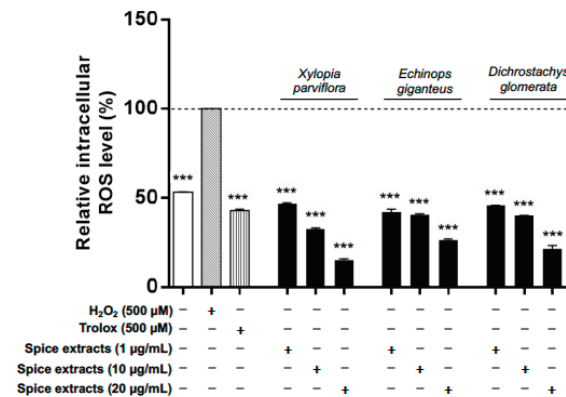 150
100
50
0
Relative intracellular
ROS level (%)
Xylopia
parviflora
Echinops
giganteus
Dichrostachys
glomerata
*** *** *** *** *** *** *** *** *** *** ***
H₂O₂ (500 µM) – + – – – – – – – – – –
Trolox (500 µM) – – + – – – – – – – – –
Spice extracts (1 µg/mL) – – – + – – + – – + – –
Spice extracts (10 µg/mL) – – – – + – – + – – + –
Spice extracts (20 µg/mL) – – – – – + – – + – – +